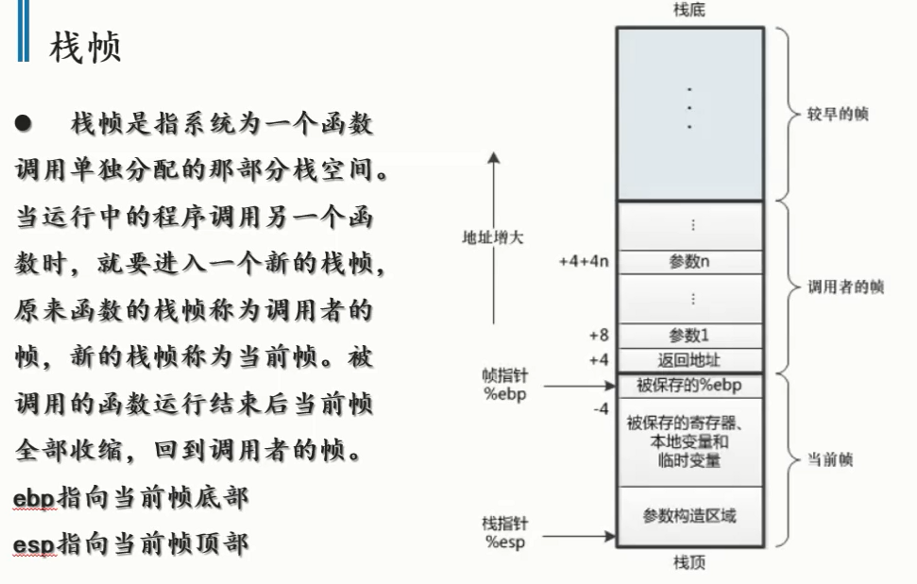 栈帧
● 栈帧是指系统为一个函数
调用单独分配的那部分栈空间。
当运行中的程序调用另一个函
数时，就要进入一个新的栈帧，
原来函数的栈帧称为调用者的
帧，新的栈帧称为当前帧。被
调用的函数运行结束后当前帧
全部收缩，回到调用者的帧。
ebp指向当前帧底部
esp指向当前帧顶部
栈底
⋮
较早的帧
地址增大
⋮
+4+4n 参数n
⋮
调用者的帧
+8 参数1
+4 返回地址
帧指针
%ebp
被保存的%ebp
-4
被保存的寄存器、
本地变量和
临时变量
当前帧
参数构造区域
栈指针
%esp
栈顶